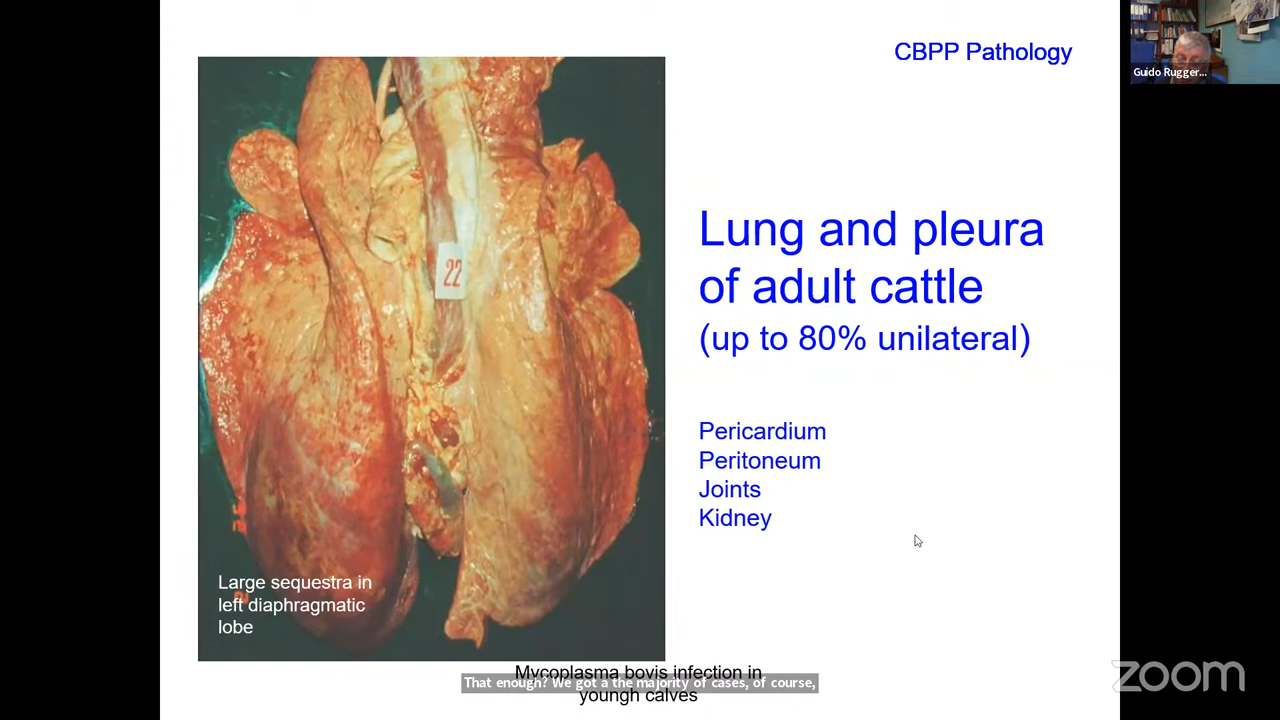 CBPP Pathology
Guido Rugger...
22
Lung and pleura
of adult cattle
(up to 80% unilateral)
Pericardium
Peritoneum
Joints
Kidney
Large sequestra in
left diaphragmatic
lobe
Mycoplasma bovis infection in
youngh calves
That enough? We got a the majority of cases, of course,
zoom